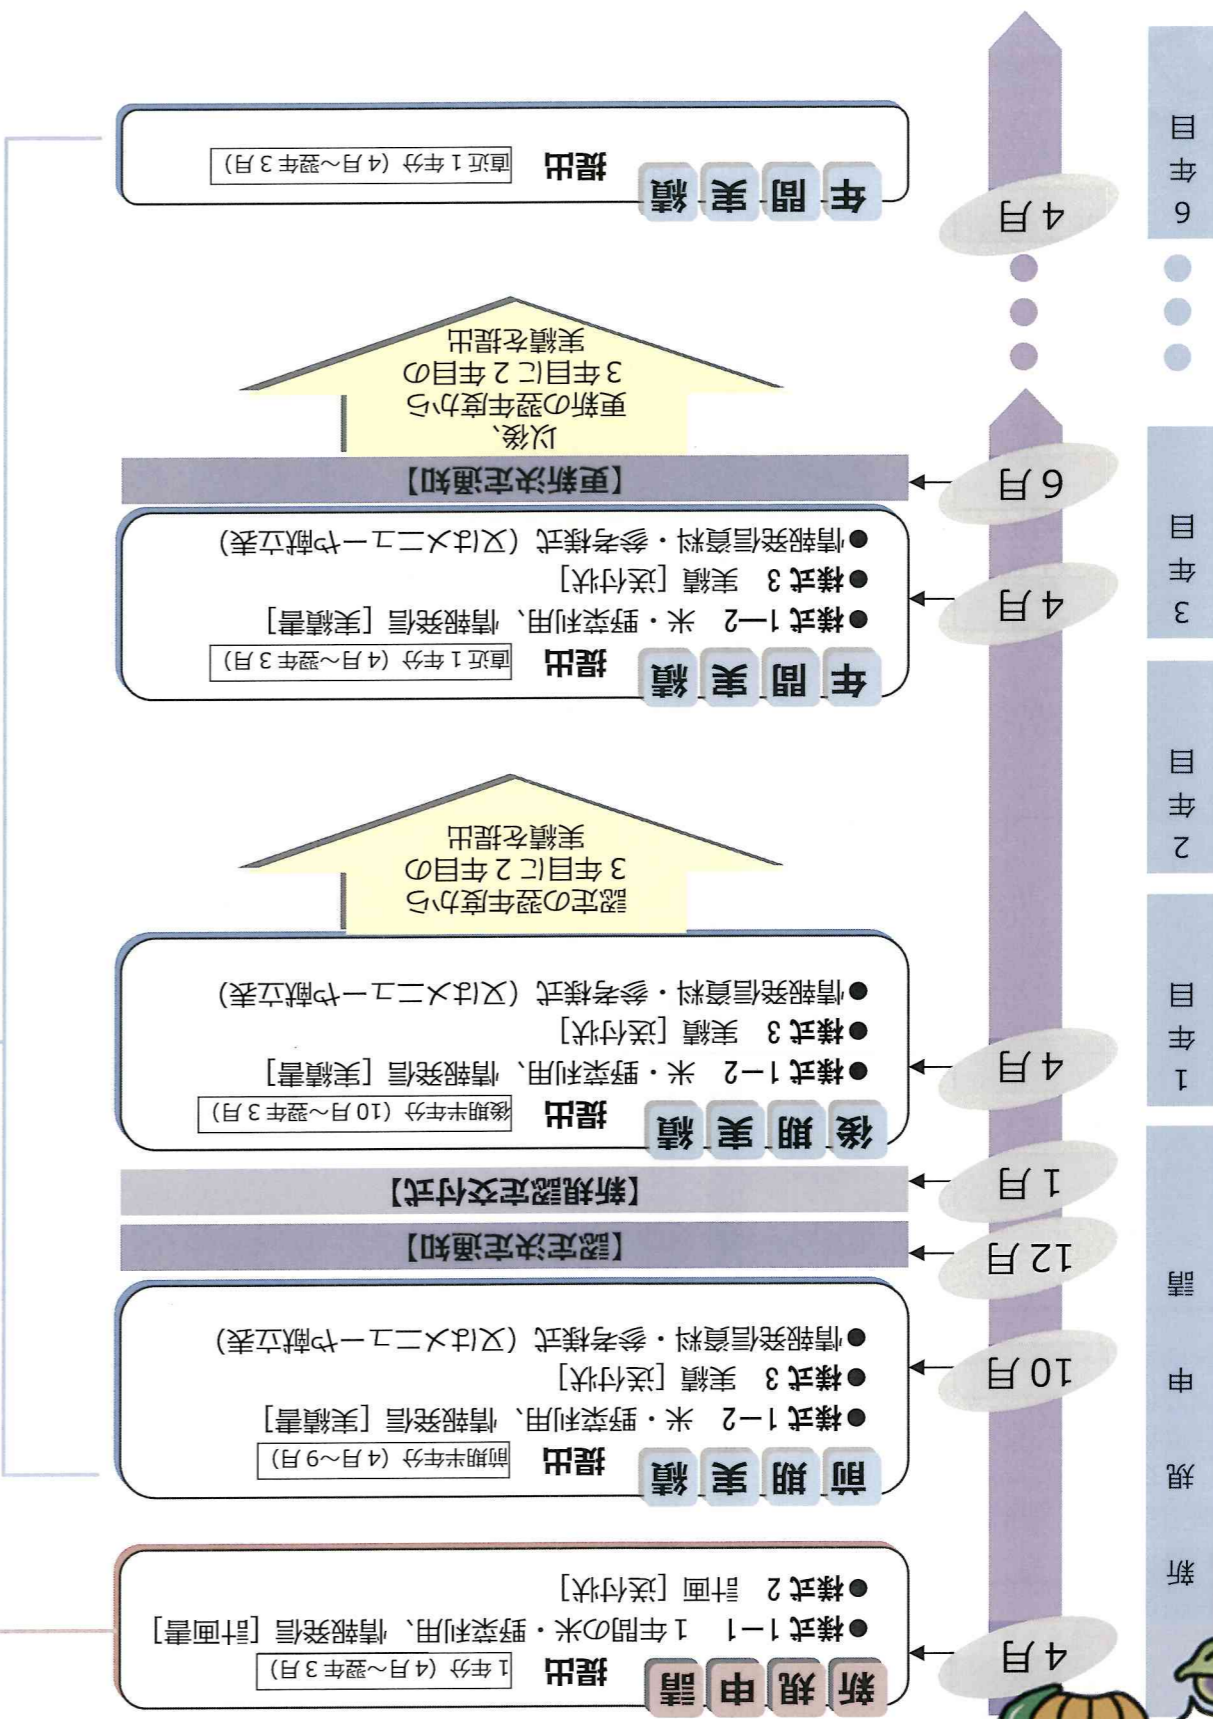 新規申請
4月
新規申請 提出 1年分(4月~翌年3月)
●様式1ー1 1年間の米・野菜利用、情報発信[計画書]
●様式2 計画[送付状]
10月
前期実績 提出 前期半年分(4月~9月)
●様式1ー2 米・野菜利用、情報発信[実績書]
●様式3 実績[送付状]
●情報発信資料・参考様式(又はメニューや献立表)
12月
【認定決定通知】
1月
【新規認定交付式】
1年目
4月
後期実績 提出 後期半年分(10月~翌年3月)
●様式1ー2 米・野菜利用、情報発信[実績書]
●様式3 実績[送付状]
●情報発信資料・参考様式(又はメニューや献立表)
認定の翌年度から
3年目に2年目の
実績を提出
2年目
3年目
4月
年間実績 提出 直近1年分(4月~翌年3月)
●様式1ー2 米・野菜利用、情報発信[実績書]
●様式3 実績[送付状]
●情報発信資料・参考様式(又はメニューや献立表)
6月
【更新決定通知】
以後、
更新の翌年度から
3年目に2年目の
実績を提出
6年目
4月
年間実績 提出 直近1年分(4月~翌年3月)